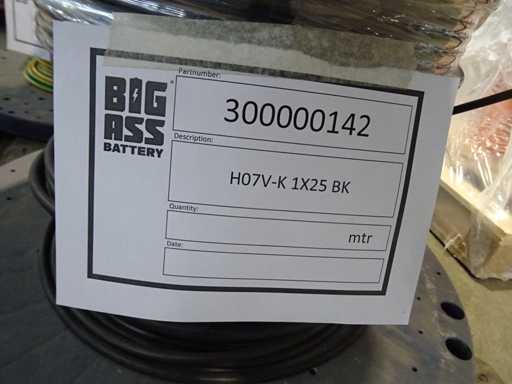 BIG
ASS
BATTERY
Partnumber:
300000142
Description:
H07V-K 1X25 BK
Quantity:
mtr
Date: